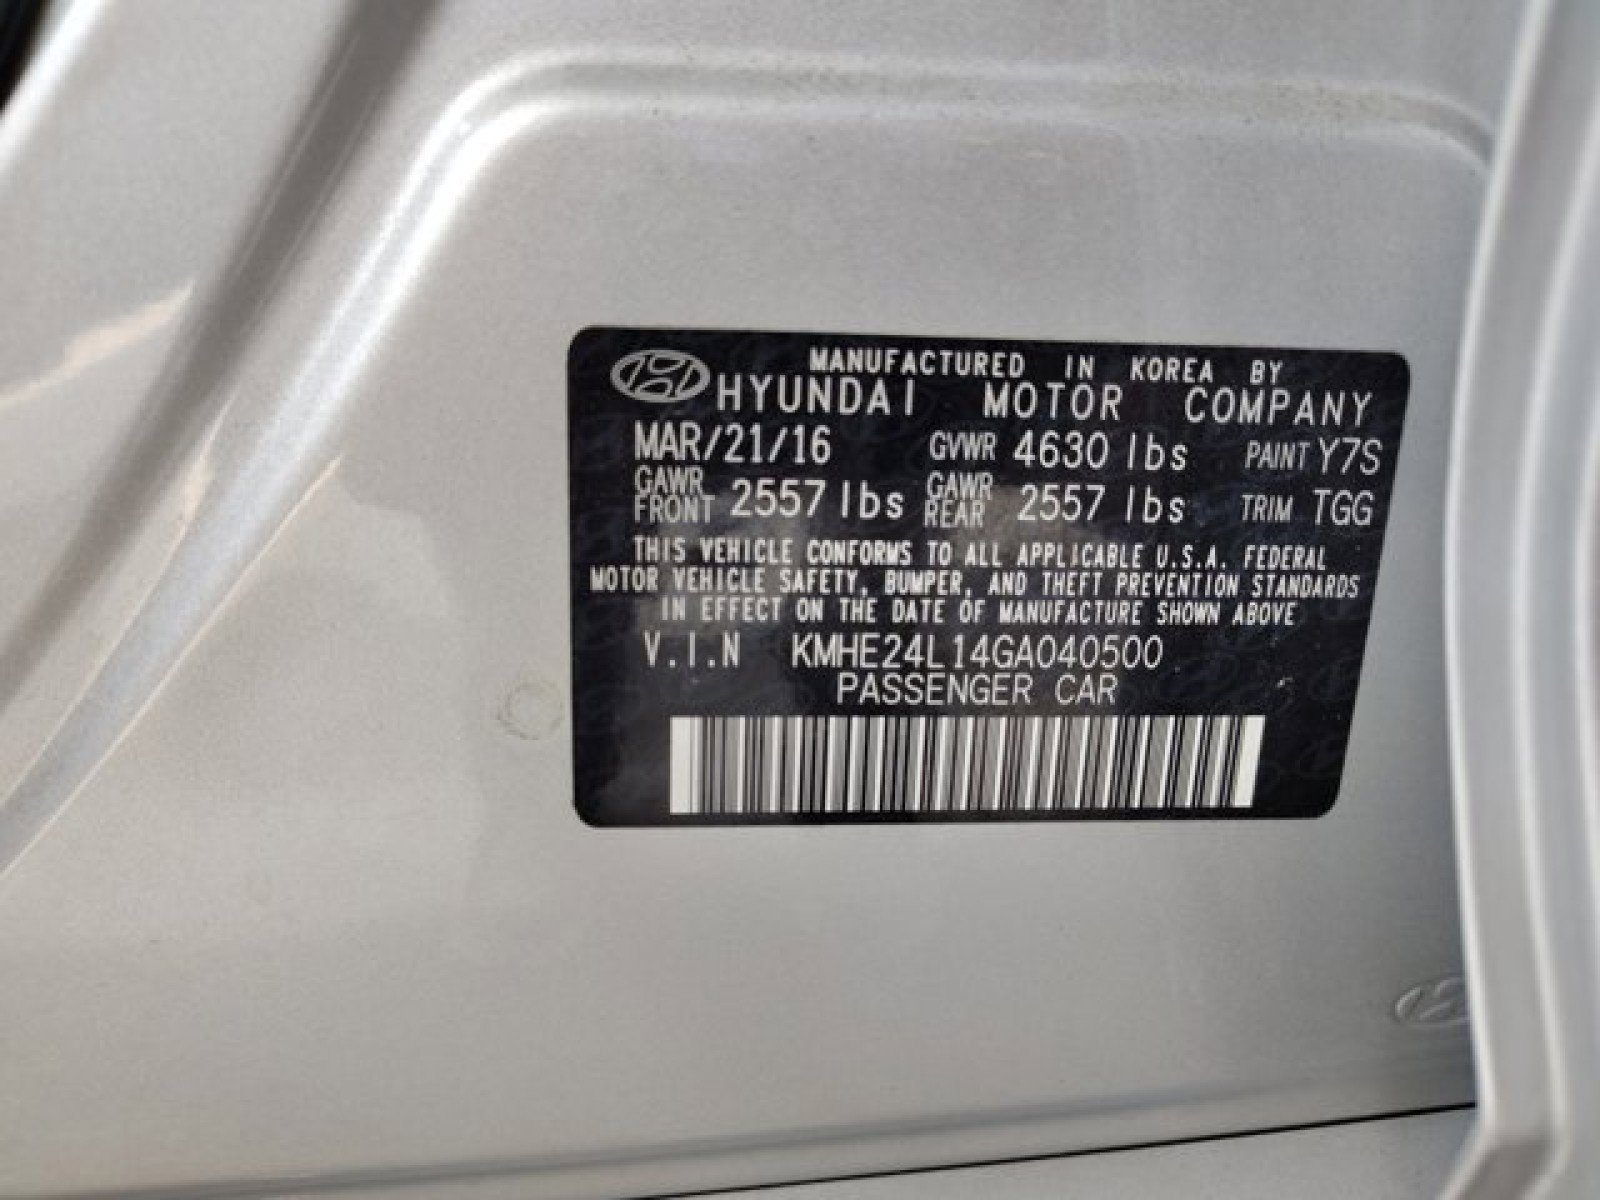 MANUFACTURED IN KOREA BY
HYUNDAI MOTOR COMPANY
MAR/21/16 GVWR 4630 lbs PAINT Y7S
GAWR FRONT 2557 lbs GAWR REAR 2557 lbs TRIM TGG
THIS VEHICLE CONFORMS TO ALL APPLICABLE U.S.A. FEDERAL
MOTOR VEHICLE SAFETY, BUMPER, AND THEFT PREVENTION STANDARDS
IN EFFECT ON THE DATE OF MANUFACTURE SHOWN ABOVE
V.I.N KMHE24L14GA040500
PASSENGER CAR